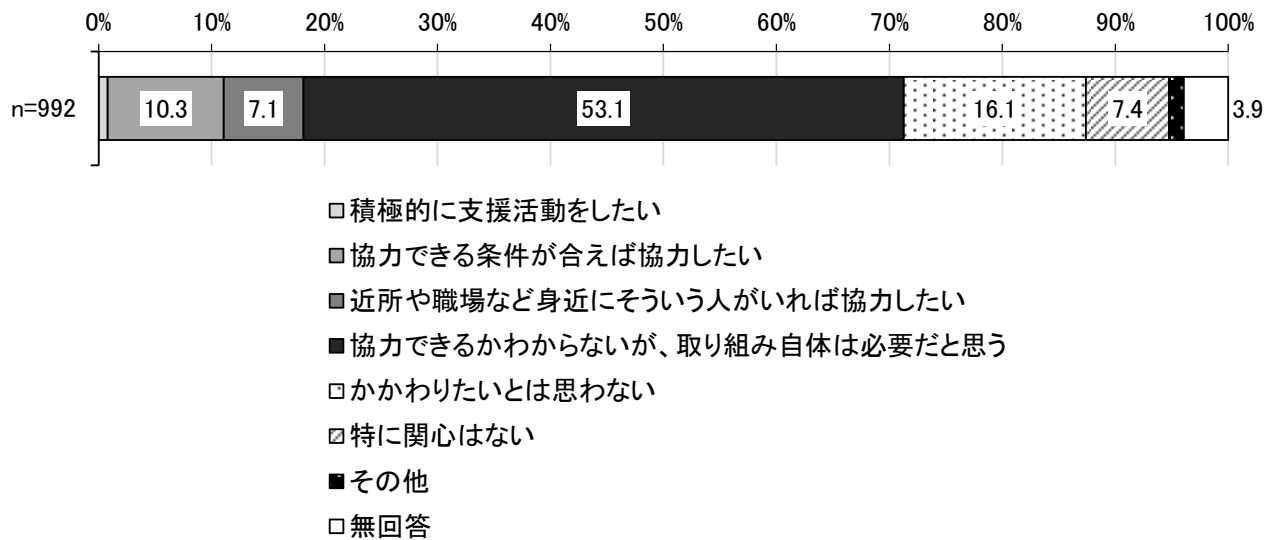 0% 10% 20% 30% 40% 50% 60% 70% 80% 90% 100%
n=992 10.3 7.1 53.1 16.1 7.4 3.9
積極的に支援活動をしたい
協力できる条件が合えば協力したい
近所や職場など身近にそういう人がいれば協力したい
協力できるかわからないが、取り組み自体は必要だと思う
かかわりたいとは思わない
特に関心はない
その他
無回答